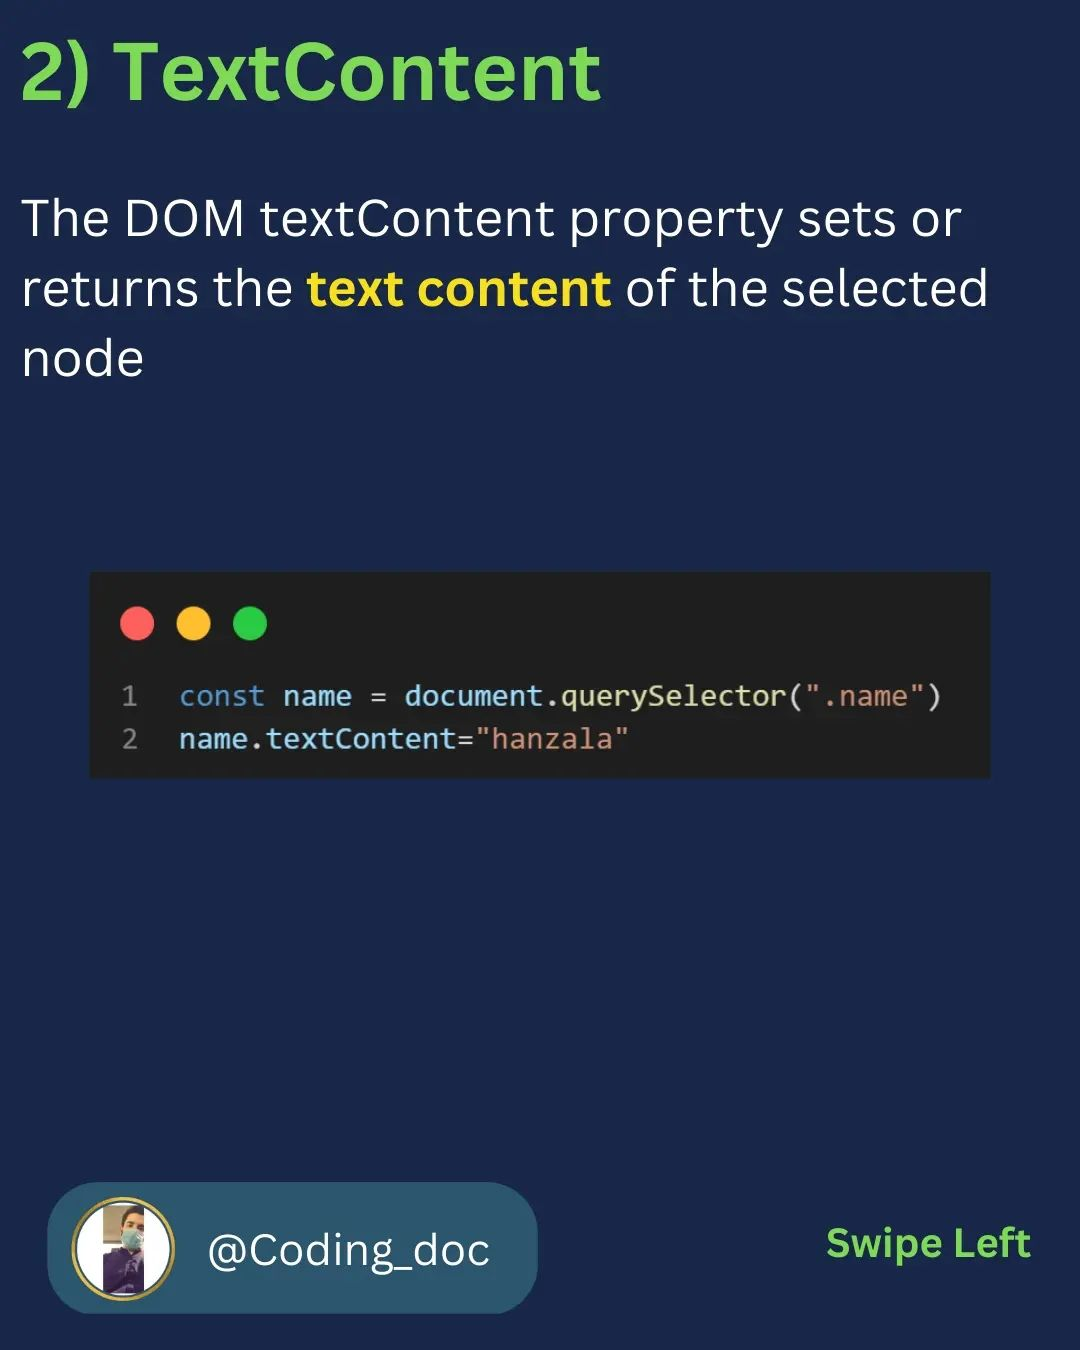 2) TextContent
The DOM textContent property sets or
returns the text content of the selected
node
1 const name = document.querySelector(".name")
2 name.textContent="hanzala"
@Coding_doc
Swipe Left